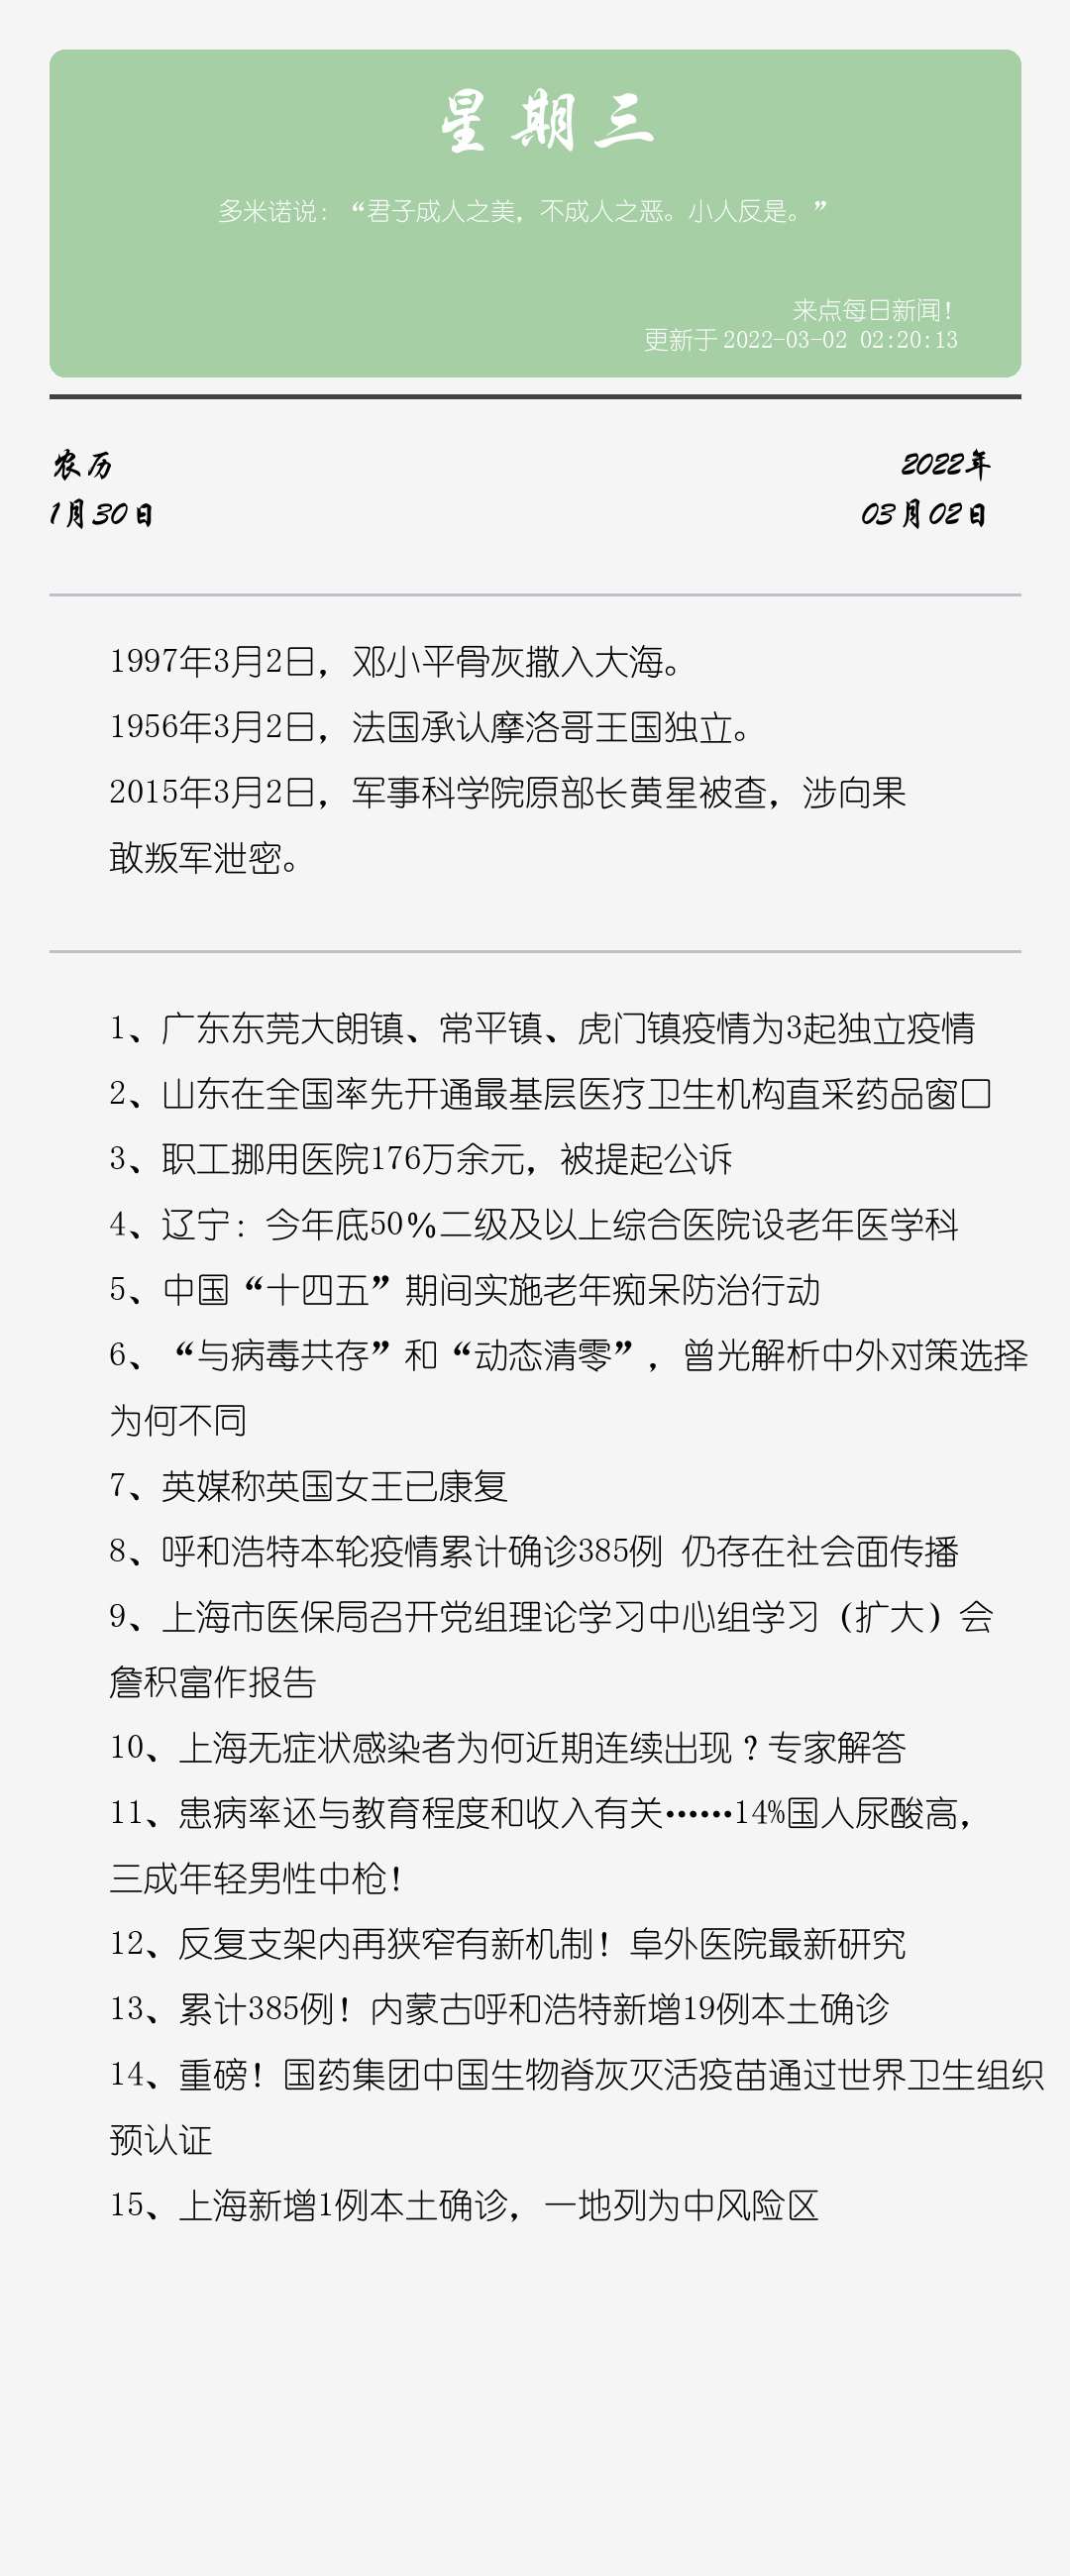 星期三
多米诺说：“君子成人之美，不成人之恶。小人反是。”
来点每日新闻！
更新于 2022-03-02 02:20:13
农历
2022年
1月30日
03月02日
1997年3月2日，邓小平骨灰撒入大海。
1956年3月2日，法国承认摩洛哥王国独立。
2015年3月2日，军事科学院原部长黄星被查，涉向果
敢叛军泄密。
1、广东东莞大朗镇、常平镇、虎门镇疫情为3起独立疫情
2、山东在全国率先开通最基层医疗卫生机构直采药品窗口
3、职工挪用医院176万余元，被提起公诉
4、辽宁：今年底50％二级及以上综合医院设老年医学科
5、中国“十四五”期间实施老年痴呆防治行动
6、“与病毒共存”和“动态清零”，曾光解析中外对策选择
为何不同
7、英媒称英国女王已康复
8、呼和浩特本轮疫情累计确诊385例 仍存在社会面传播
9、上海市医保局召开党组理论学习中心组学习（扩大）会
詹积富作报告
10、上海无症状感染者为何近期连续出现？专家解答
11、患病率还与教育程度和收入有关……14%国人尿酸高，
三成年轻男性中枪！
12、反复支架内再狭窄有新机制！阜外医院最新研究
13、累计385例！内蒙古呼和浩特新增19例本土确诊
14、重磅！国药集团中国生物脊灰灭活疫苗通过世界卫生组织
预认证
15、上海新增1例本土确诊，一地列为中风险区